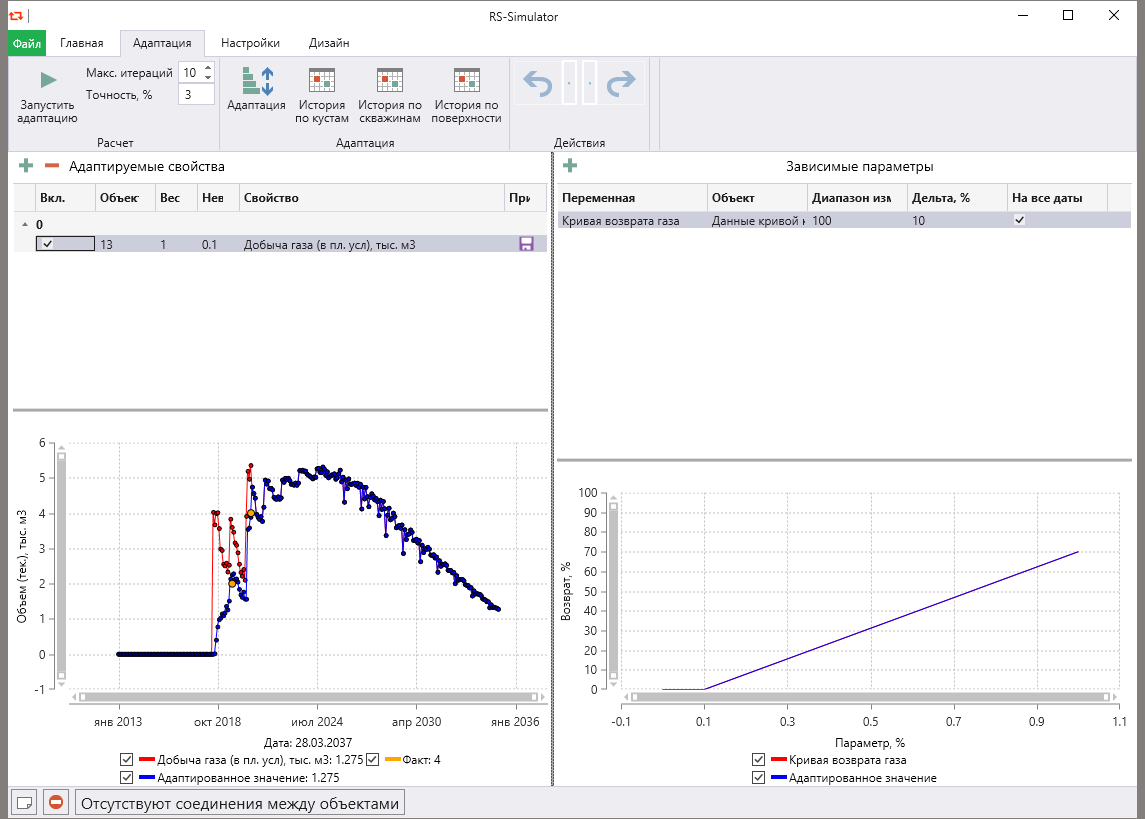 RS-Simulator
Файл Главная Адаптация Настройки Дизайн
Макс. итераций 10
Точность, % 3
Запустить адаптацию
Адаптация
История по кустам
История по скважинам
История по поверхности
Расчет Адаптация Действия
Адаптируемые свойства
Вкл. Объек Вес Нев Свойство При
0
13 1 0.1 Добыча газа (в пл. усл), тыс. м3
Объем (тек.), тыс. м3
6
5
4
3
2
1
0
-1
янв 2013 окт 2018 июл 2024 апр 2030 янв 2036
Дата: 28.03.2037
Добыча газа (в пл. усл), тыс. м3: 1.275 Факт: 4
Адаптированное значение: 1.275
Зависимые параметры
Переменная Объект Диапазон изм Дельта, % На все даты
Кривая возврата газа Данные кривой 100 10
Возврат, %
100
90
80
70
60
50
40
30
20
10
0
-0.1 0.1 0.3 0.5 0.7 0.9 1.1
Параметр, %
Кривая возврата газа
Адаптированное значение
Отсутствуют соединения между объектами